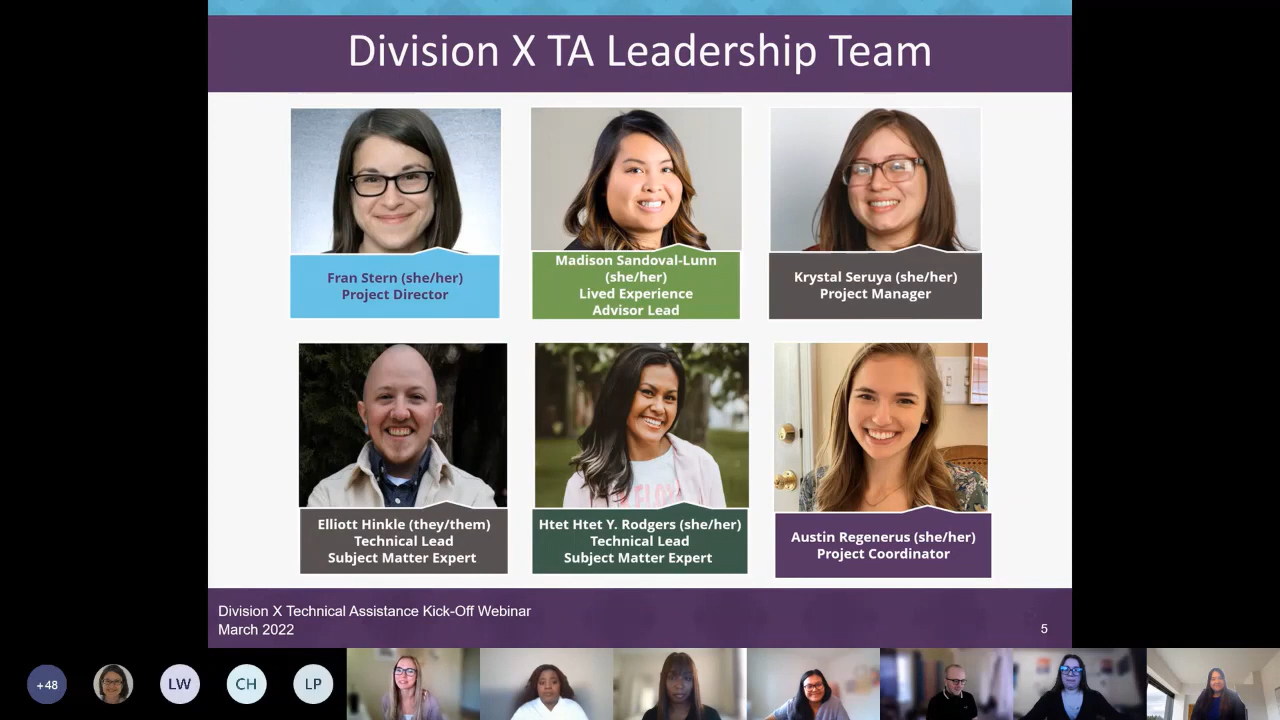 Division X TA Leadership Team
Fran Stern (she/her)
Project Director
Madison Sandoval-Lunn
(she/her)
Lived Experience
Advisor Lead
Krystal Seruya (she/her)
Project Manager
Elliott Hinkle (they/them)
Technical Lead
Subject Matter Expert
Htet Htet Y. Rodgers (she/her)
Technical Lead
Subject Matter Expert
Austin Regenerus (she/her)
Project Coordinator
Division X Technical Assistance Kick-Off Webinar
March 2022
5
+48
LW
CH
LP